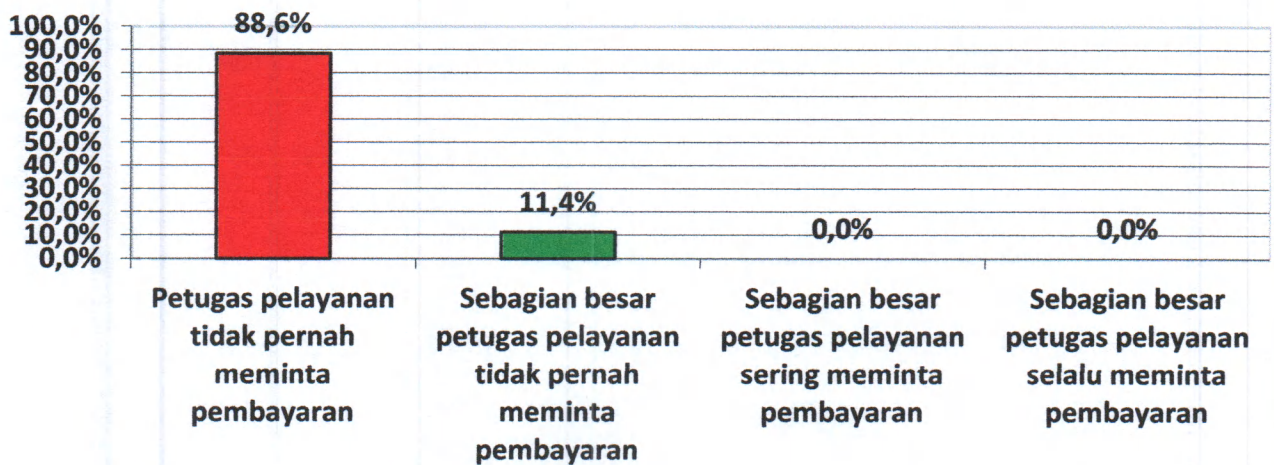 100,0%
90,0%
80,0%
70,0%
60,0%
50,0%
40,0%
30,0%
20,0%
10,0%
0,0%
88,6%
11,4%
0,0%
0,0%
Petugas pelayanan
tidak pernah
meminta
pembayaran
Sebagian besar
petugas pelayanan
tidak pernah
meminta
pembayaran
Sebagian besar
petugas pelayanan
sering meminta
pembayaran
Sebagian besar
petugas pelayanan
selalu meminta
pembayaran